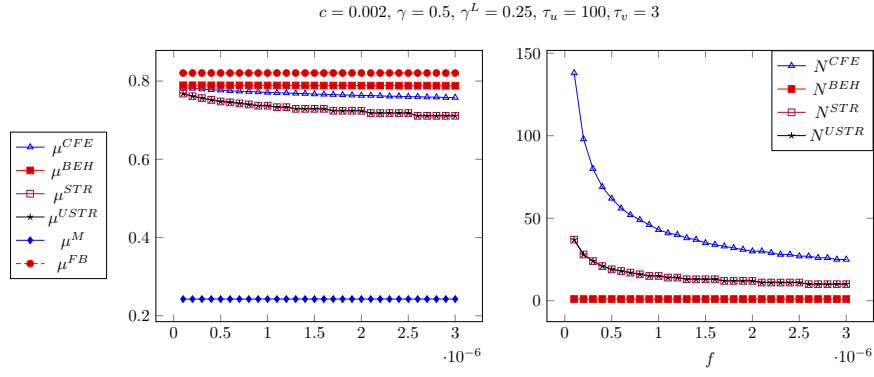 c = 0.002, γ = 0.5, γ^L = 0.25, τ_u = 100, τ_v = 3
μ^CFE
μ^BEH
μ^STR
μ^USTR
μ^M
μ^FB
0.8
0.6
0.4
0.2
0 0.5 1 1.5 2 2.5 3
·10^−6
150
100
50
0
N^CFE
N^BEH
N^STR
N^USTR
0 0.5 1 1.5 2 2.5 3
·10^−6
f